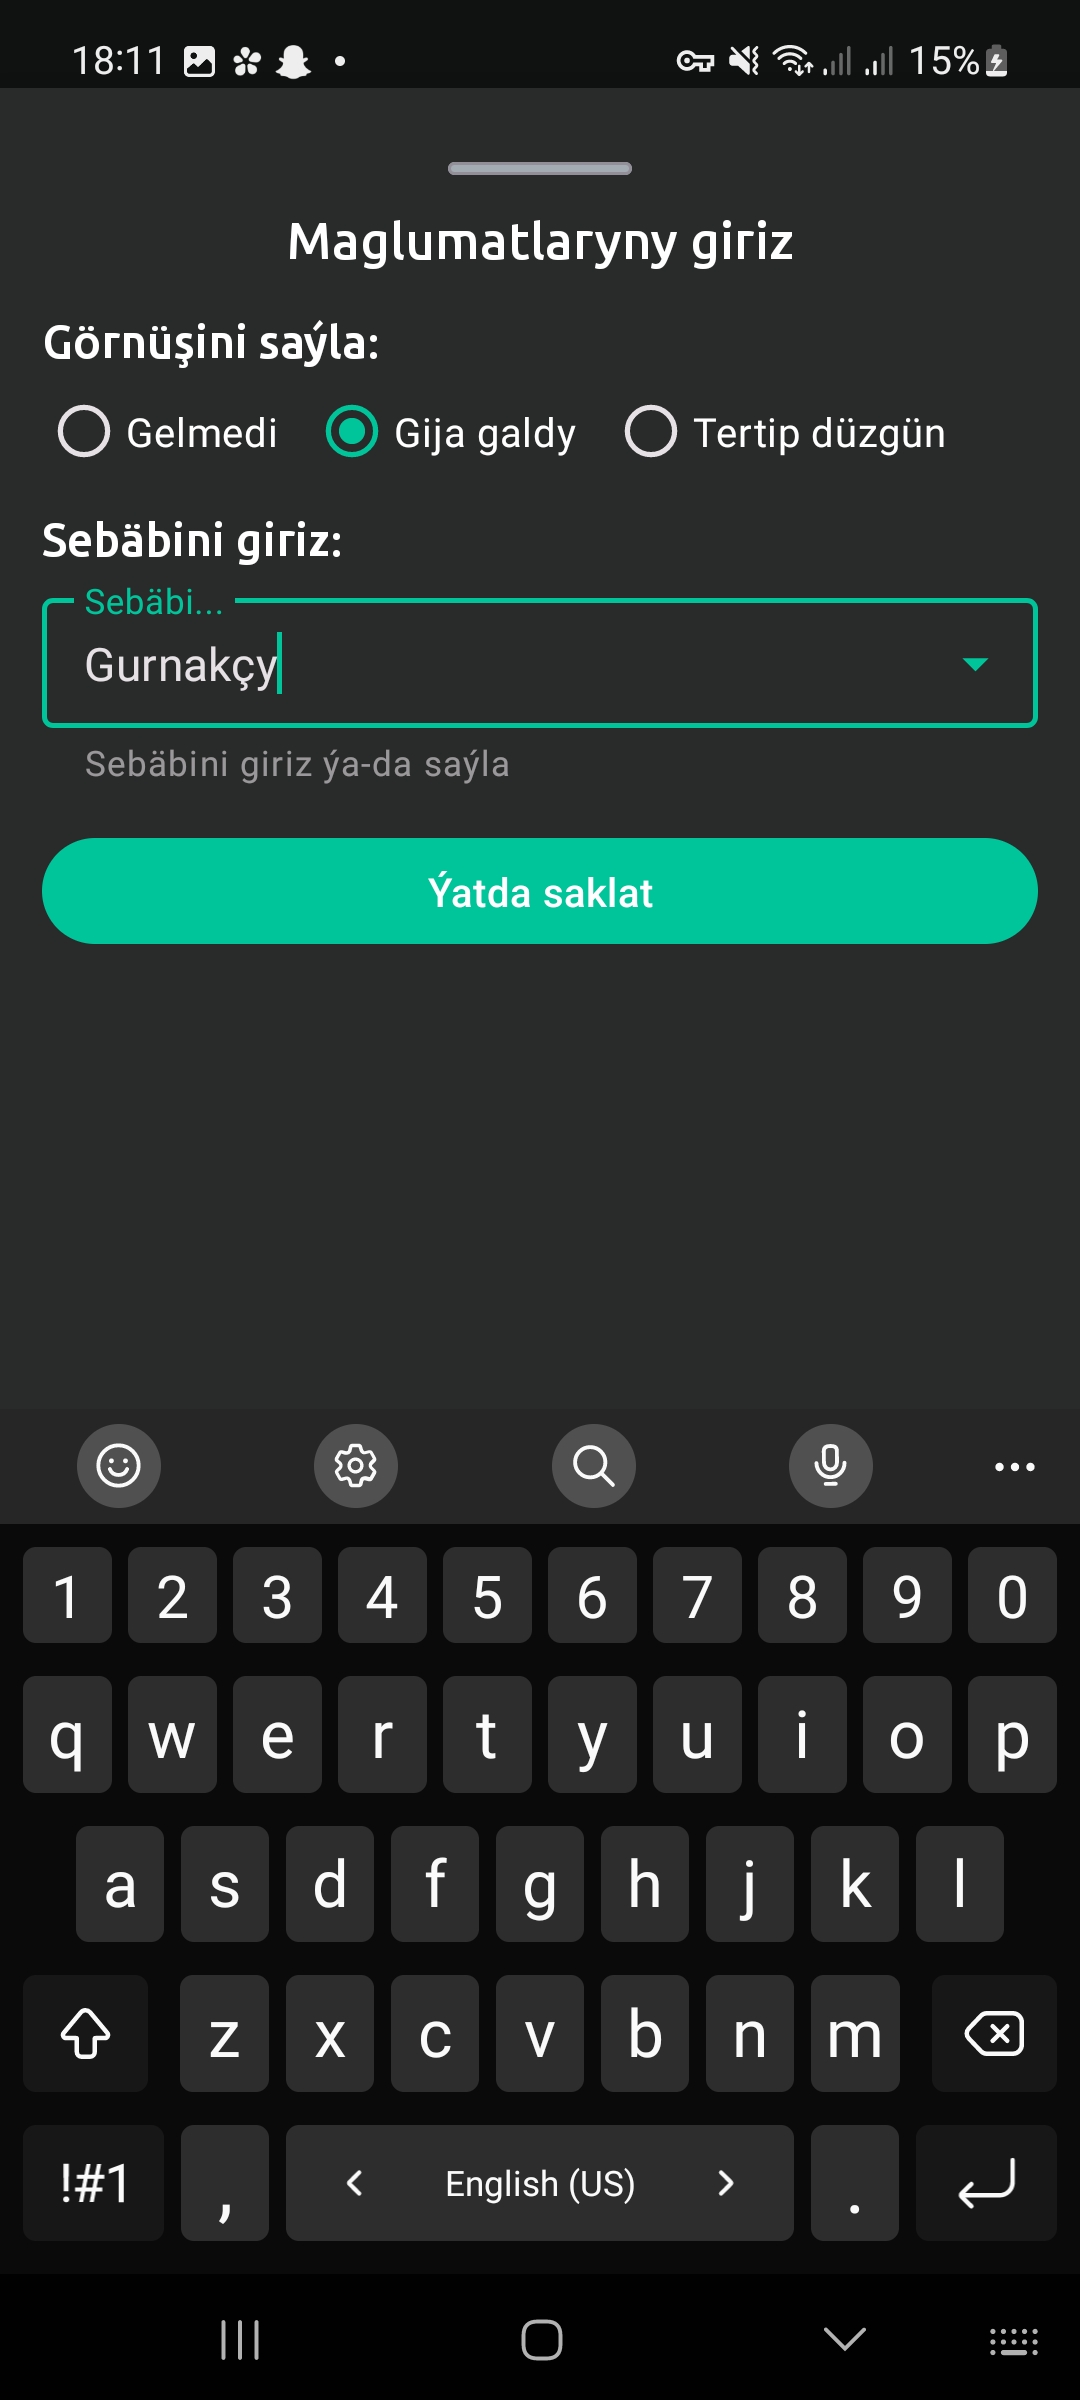 18:11
15%
Maglumatlaryny giriz
Görnüşini saýla:
Gelmedi Gija galdy Tertip düzgün
Sebäbini giriz:
Sebäbi...
Gurnakçy
Sebäbini giriz ýa-da saýla
Ýatda saklat
1 2 3 4 5 6 7 8 9 0
q w e r t y u i o p
a s d f g h j k l
z x c v b n m
!#1 , < English (US) > .